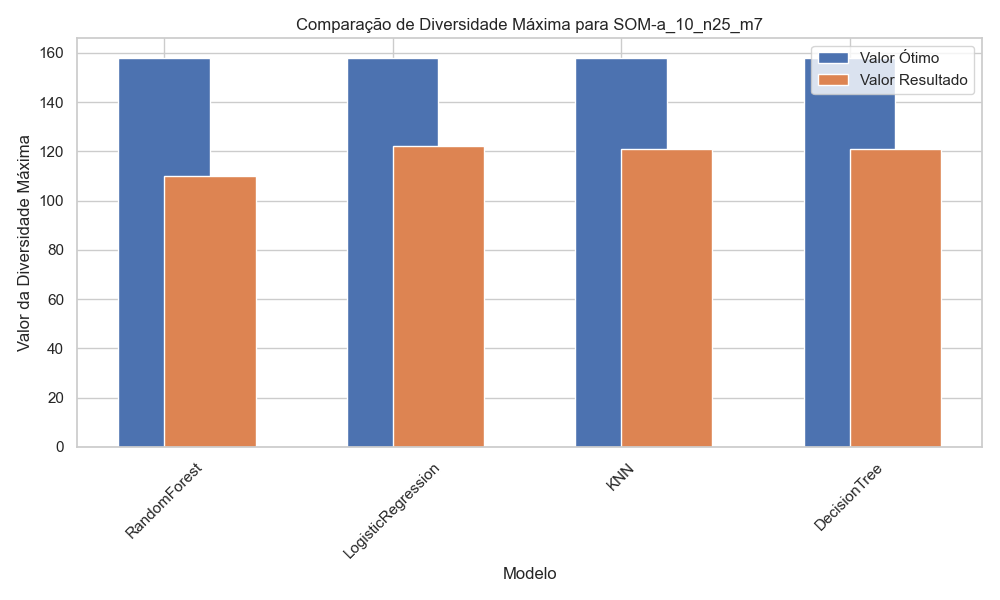 Comparação de Diversidade Máxima para SOM-a_10_n25_m7
Valor Ótimo
Valor Resultado
Valor da Diversidade Máxima
160
140
120
100
80
60
40
20
0
RandomForest
LogisticRegression
KNN
DecisionTree
Modelo